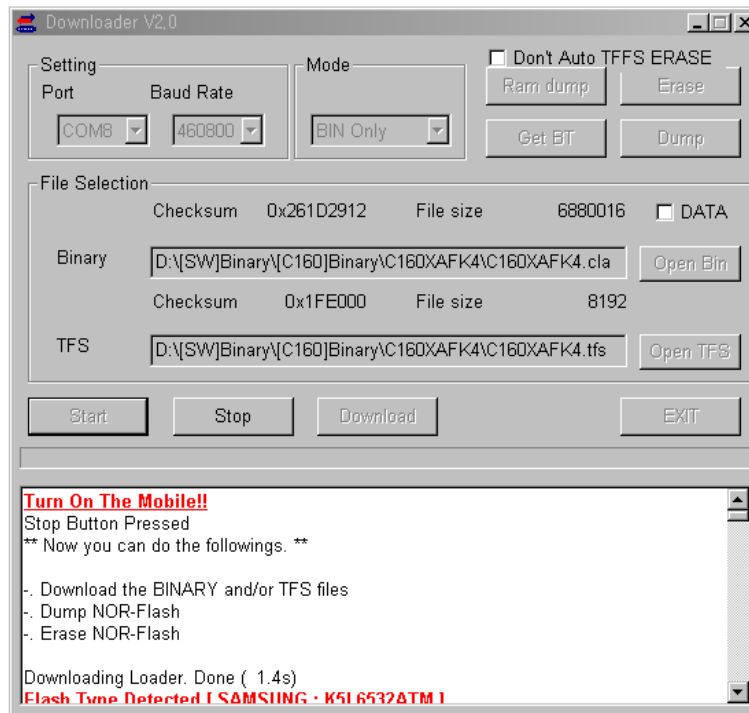 Downloader V2,0
Don't Auto TFFS ERASE
Setting
Mode
Port
Baud Rate
Ram dump
Erase
COM8
460800
BIN Only
Get BT
Dump
File Selection
Checksum 0x261D2912 File size 6880016 DATA
Binary D:\[SW]Binary\[C160]Binary\C160XAFK4\C160XAFK4.cla Open Bin
Checksum 0x1FE000 File size 8192
TFS D:\[SW]Binary\[C160]Binary\C160XAFK4\C160XAFK4.tfs Open TFS
Start Stop Download EXIT
Turn On The Mobile!!
Stop Button Pressed
** Now you can do the followings. **
-. Download the BINARY and/or TFS files
-. Dump NOR-Flash
-. Erase NOR-Flash
Downloading Loader. Done ( 1.4s)
Flash Type Detected [ SAMSUNG : K5L6532ATM ]